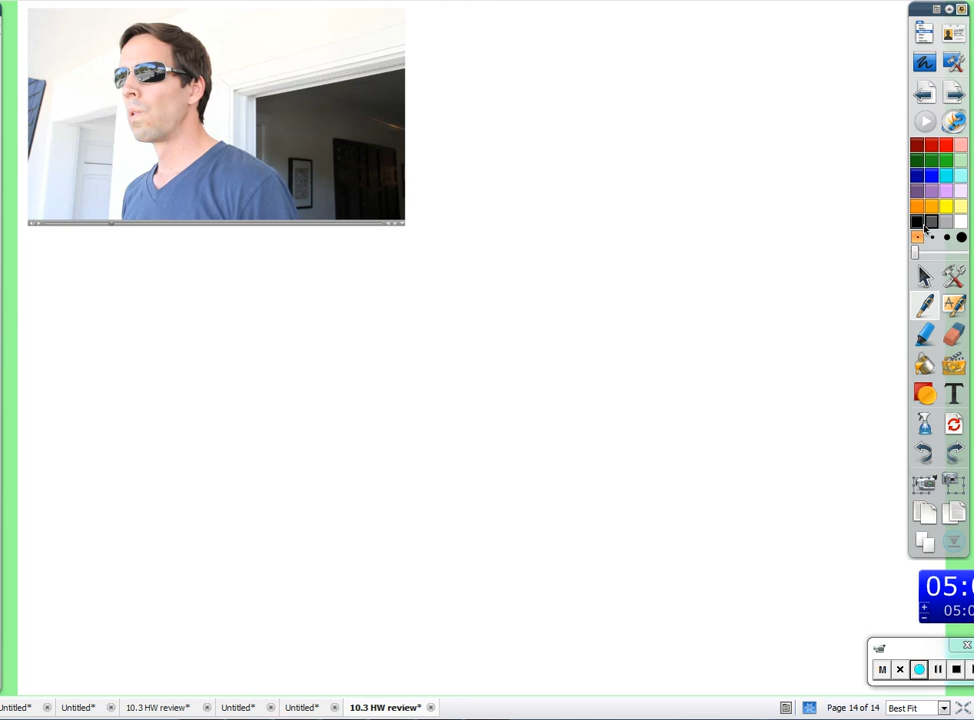 T
05:0
05:0
M
Untitled*
Untitled*
10.3 HW review*
Untitled*
Untitled*
10.3 HW review*
Page 14 of 14
Best Fit